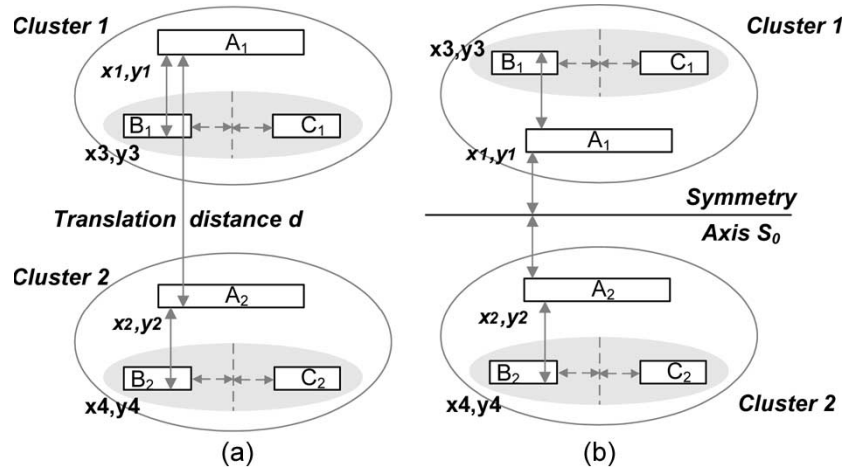 Cluster 1
A1
x1,y1
B1
C1
x3,y3
Translation distance d
Cluster 2
A2
x2,y2
B2
C2
x4,y4
(a)
Cluster 1
x3,y3
B1
C1
A1
x1,y1
Symmetry
Axis S0
A2
x2,y2
B2
C2
x4,y4
Cluster 2
(b)